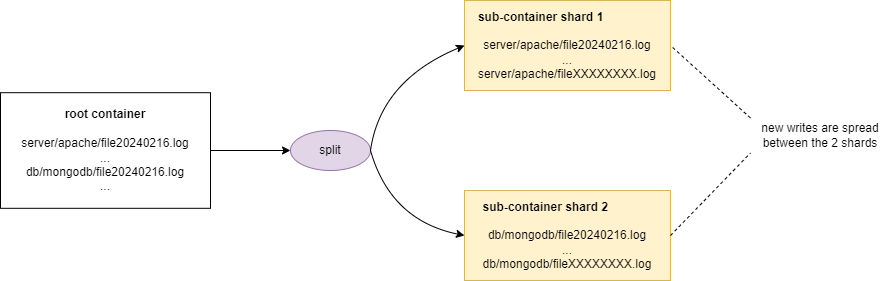 root container
server/apache/file20240216.log
...
db/mongodb/file20240216.log
...
split
sub-container shard 1
server/apache/file20240216.log
...
server/apache/fileXXXXXXXX.log
sub-container shard 2
db/mongodb/file20240216.log
...
db/mongodb/fileXXXXXXXX.log
new writes are spread
between the 2 shards